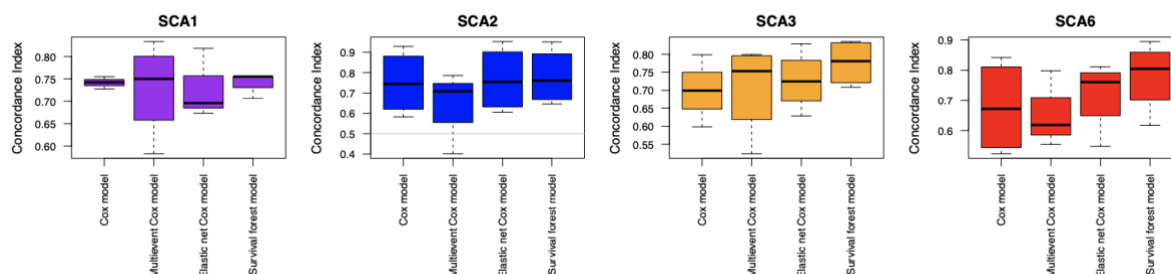 SCA1
Concordance Index
0.80
0.75
0.70
0.65
0.60
Cox model
Multievent Cox model
Elastic net Cox model
Survival forest model
SCA2
Concordance Index
0.9
0.8
0.7
0.6
0.5
0.4
Cox model
Multievent Cox model
Elastic net Cox model
Survival forest model
SCA3
Concordance Index
0.80
0.75
0.70
0.65
0.60
0.55
Cox model
Multievent Cox model
Elastic net Cox model
Survival forest model
SCA6
Concordance Index
0.9
0.8
0.7
0.6
Cox model
Multievent Cox model
Elastic net Cox model
Survival forest model